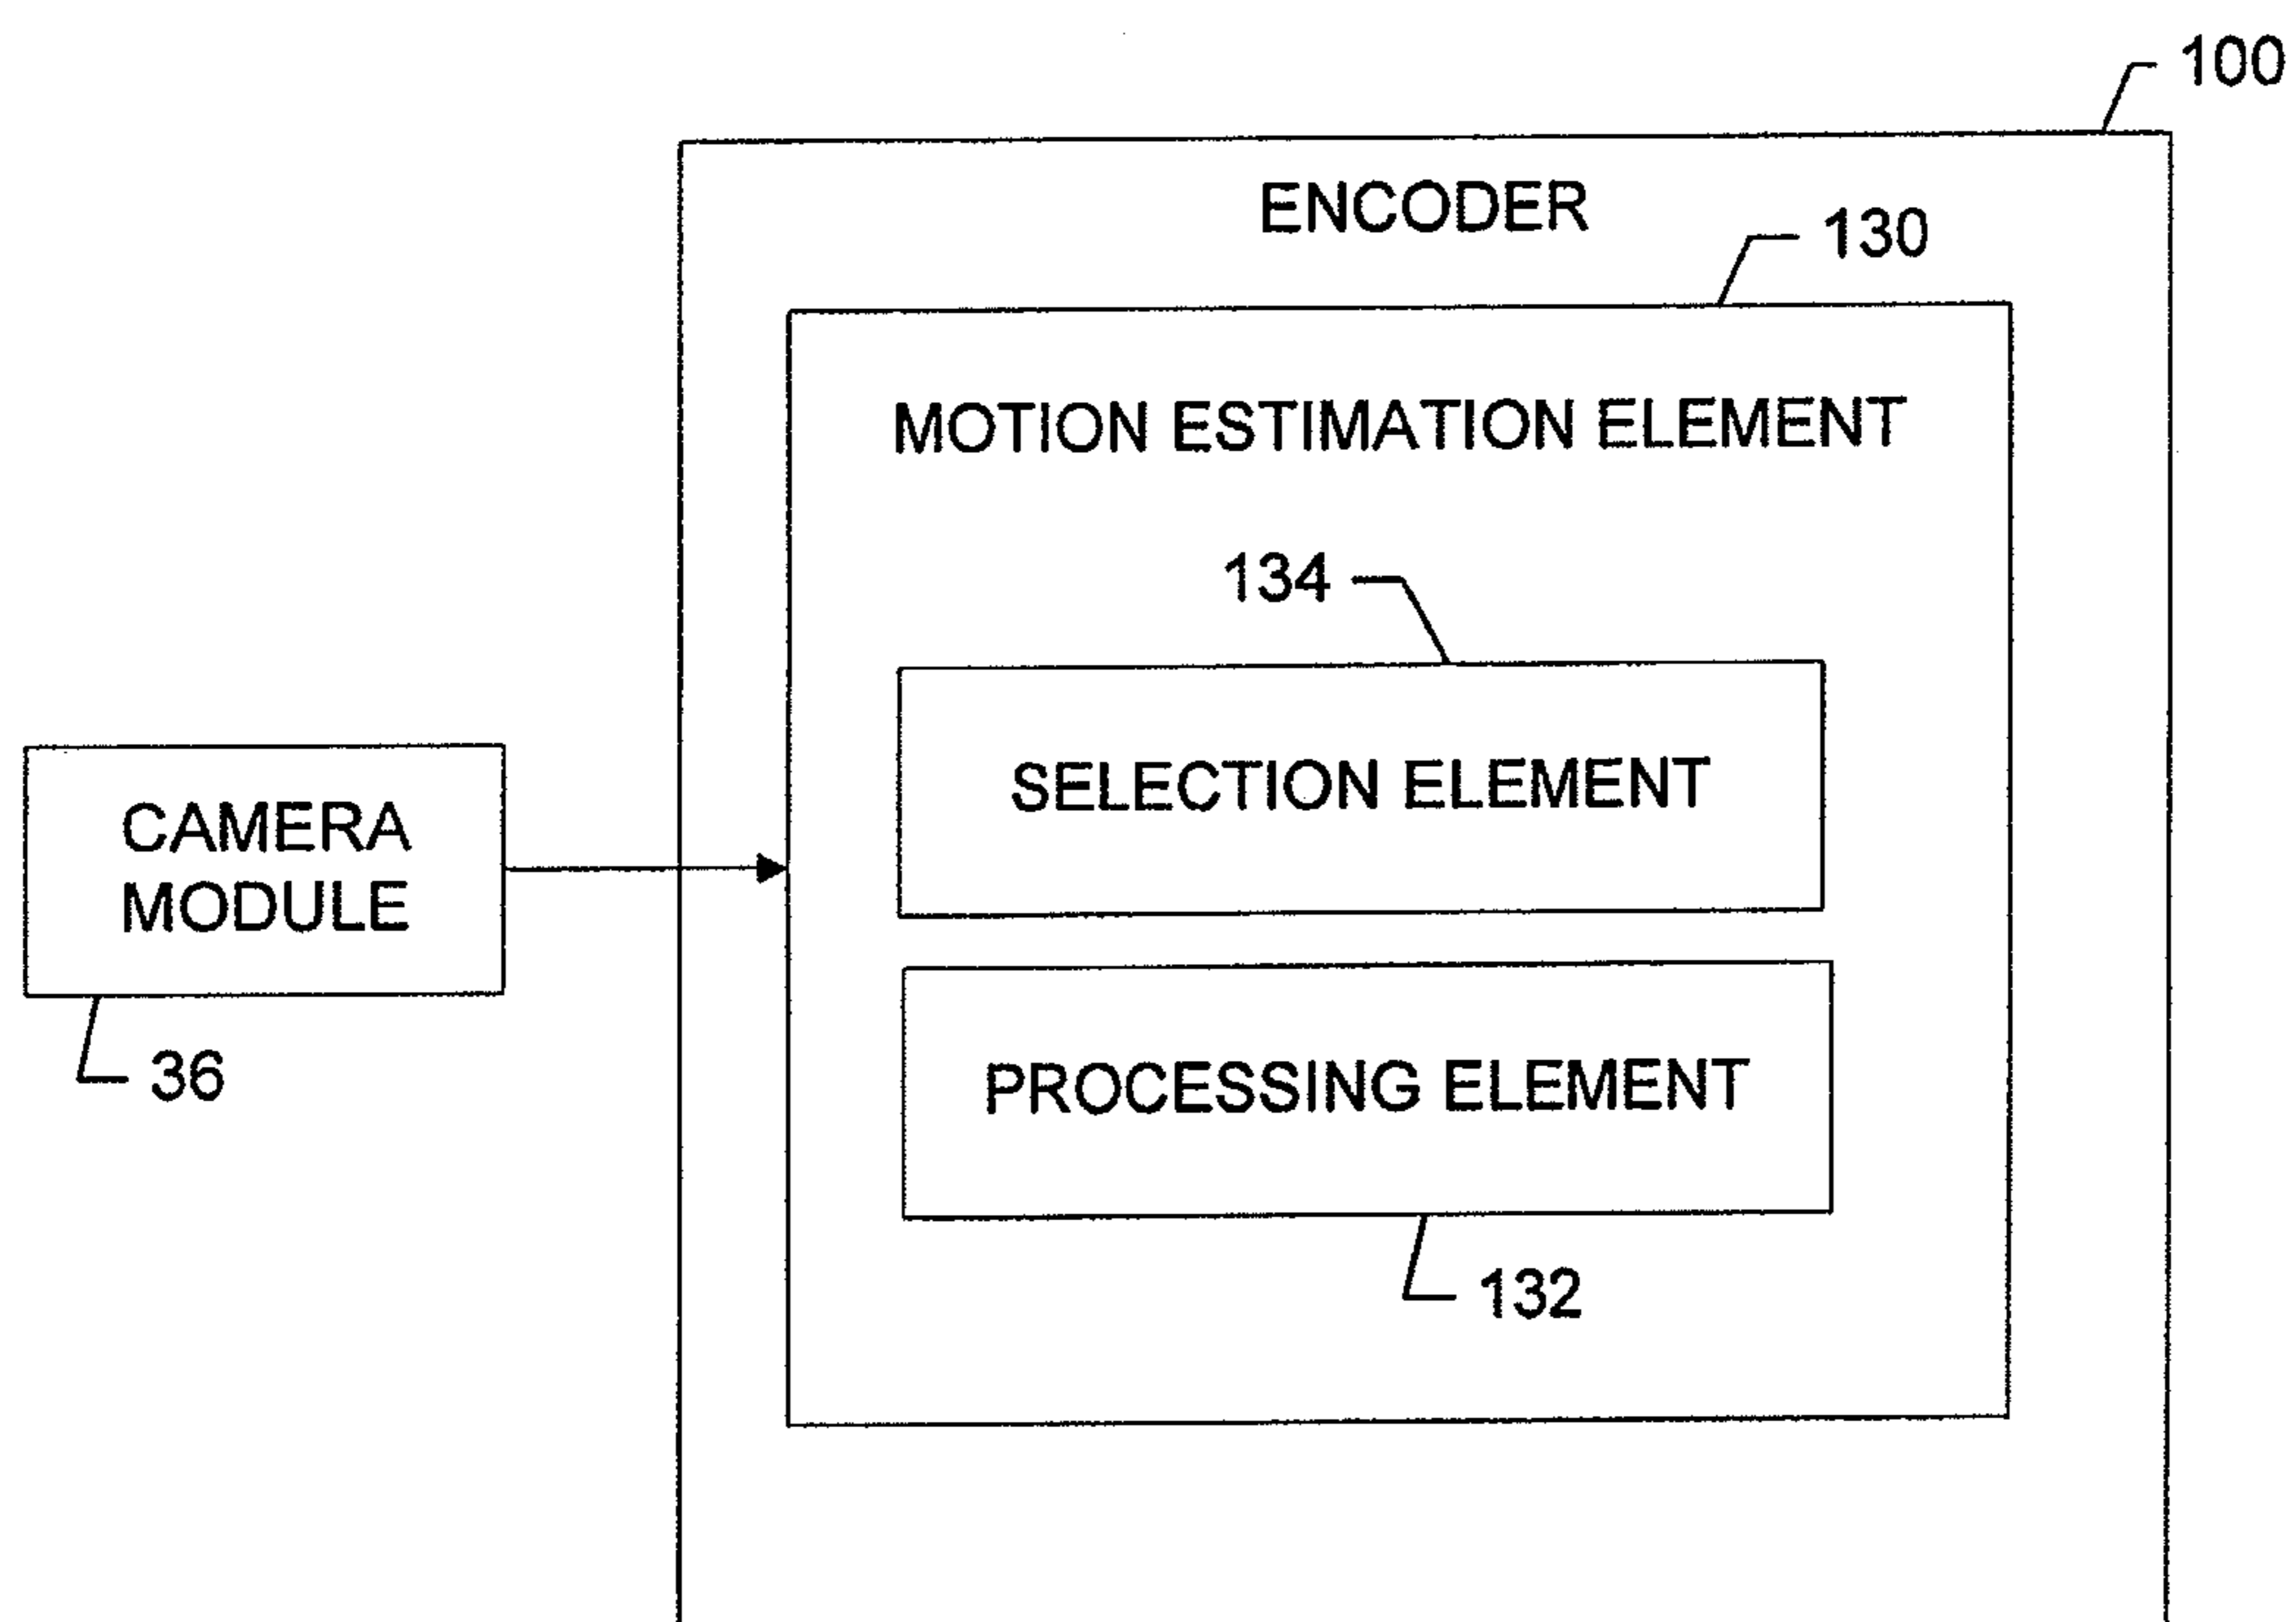 100
ENCODER
130
MOTION ESTIMATION ELEMENT
134
SELECTION ELEMENT
CAMERA
MODULE
36
PROCESSING ELEMENT
132